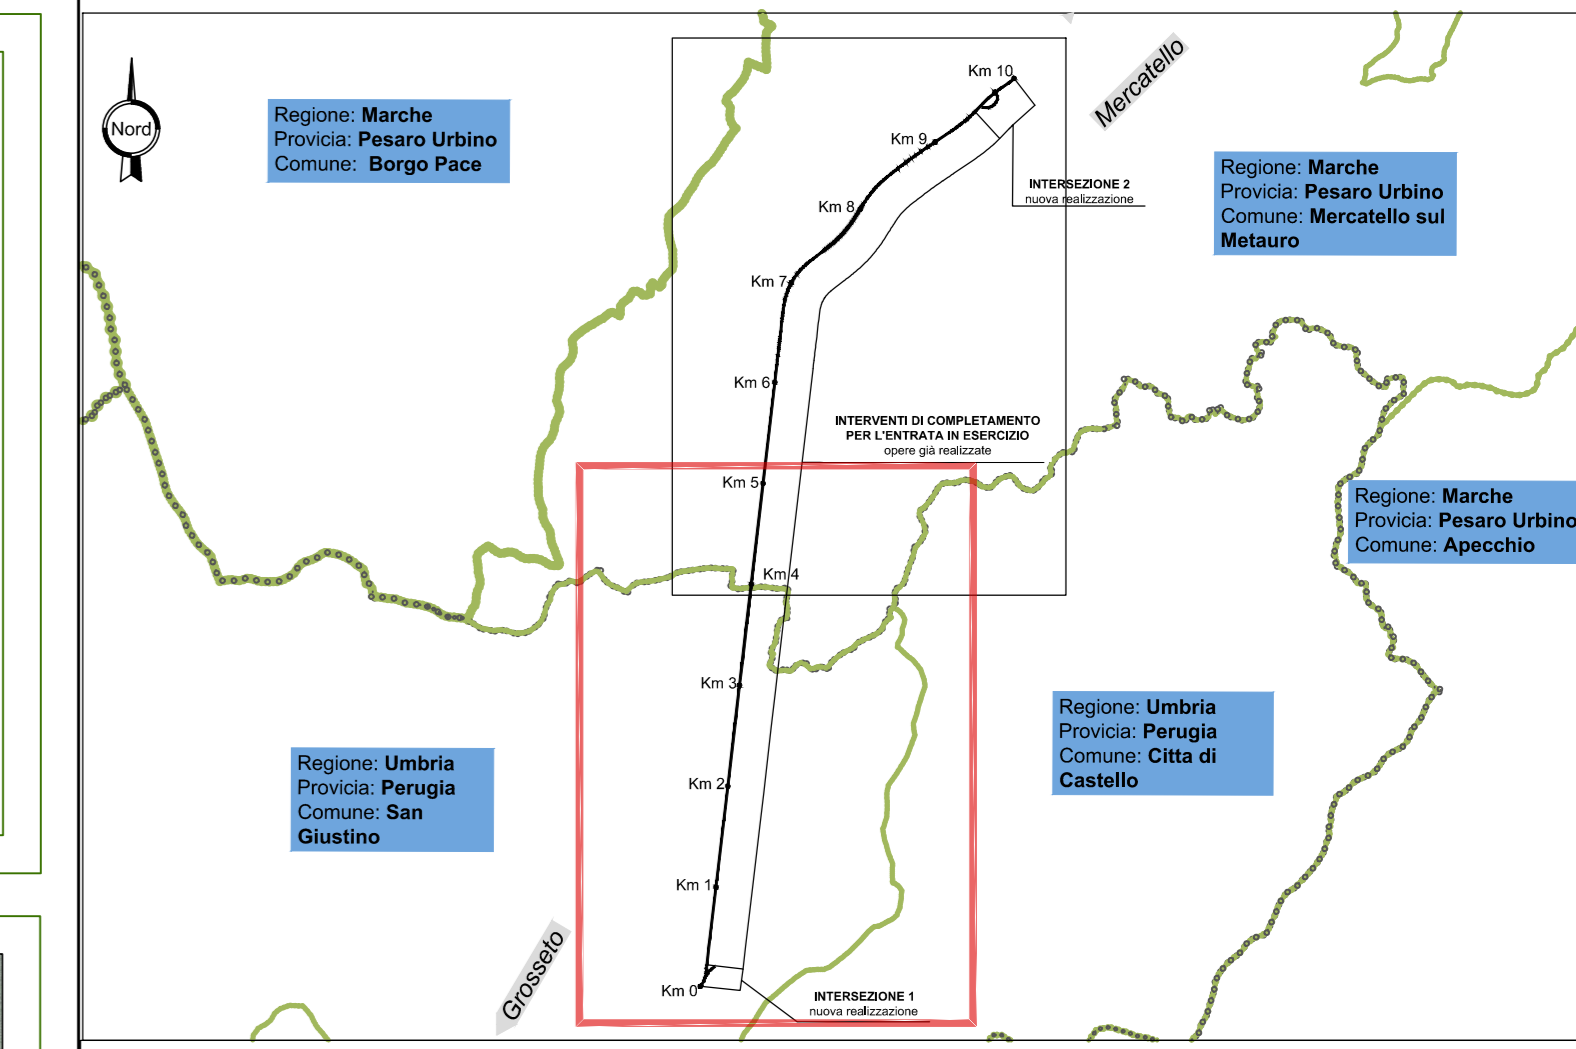 Mercatello
Km 10
Nord
Regione: Marche
Provicia: Pesaro Urbino
Comune: Borgo Pace
Km 9
Regione: Marche
Provicia: Pesaro Urbino
Comune: Mercatello sul
Metauro
INTERSEZIONE 2
nuova realizzazione
Km 8
Km 7
Km 6
INTERVENTI DI COMPLETAMENTO
PER L'ENTRATA IN ESERCIZIO
opere già realizzate
Km 5
Regione: Marche
Provicia: Pesaro Urbino
Comune: Apecchio
Km 4
Km 3
Regione: Umbria
Provicia: Perugia
Comune: Citta di
Castello
Regione: Umbria
Provicia: Perugia
Comune: San
Giustino
Km 2
Km 1
Grosseto
Km 0
INTERSEZIONE 1
nuova realizzazione